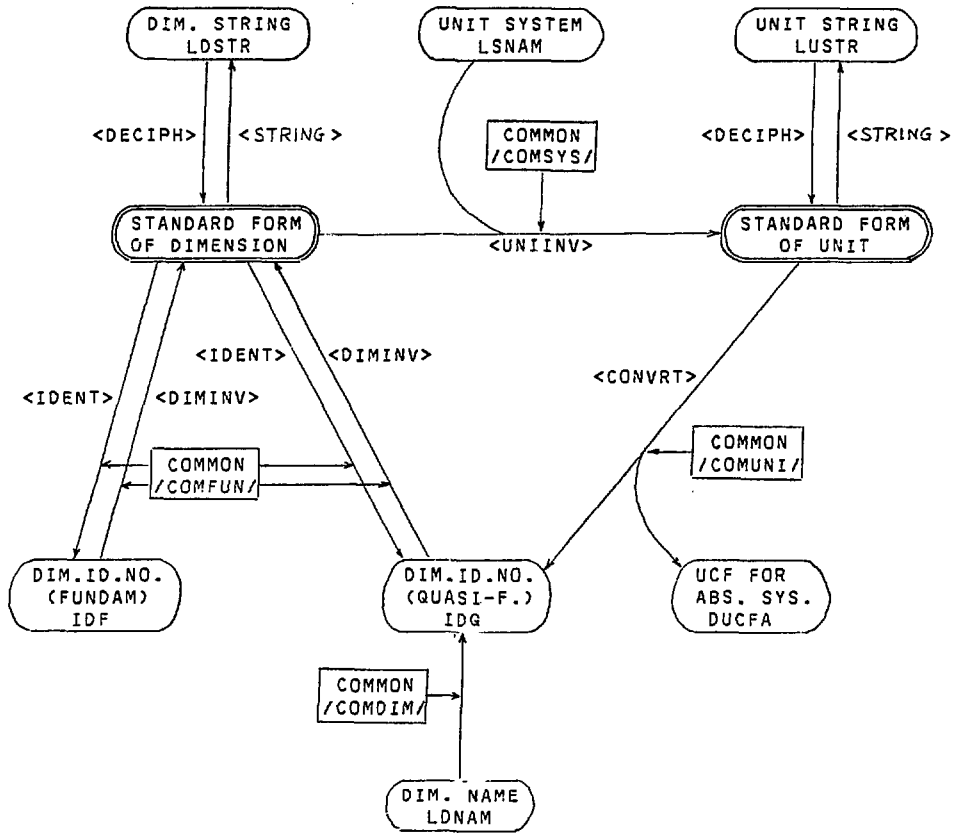 DIM. STRING
LDSTR
UNIT SYSTEM
LSNAM
UNIT STRING
LUSTR
<DECIPH>
<STRING>
COMMON
/COMSYS/
<DECIPH>
<STRING>
STANDARD FORM
OF DIMENSION
<UNIINV>
STANDARD FORM
OF UNIT
<IDENT>
<DIMINV>
<IDENT>
<DIMINV>
<CONVRT>
COMMON
/COMFUN/
COMMON
/COMUNI/
DIM.ID.NO.
(FUNDAM)
IDF
DIM.ID.NO.
(QUASI-F.)
IDG
UCF FOR
ABS. SYS.
DUCFA
COMMON
/COMDIM/
DIM. NAME
LDNAM